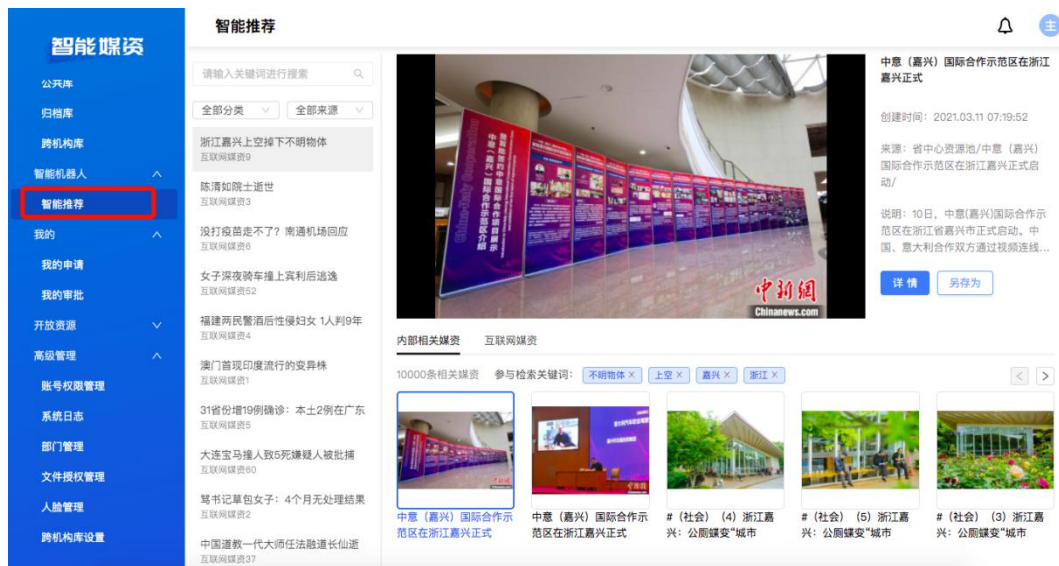 智能媒资
智能推荐
主
公共库
归档库
跨机构库
智能机器人
智能推荐
我的
我的申请
我的审批
开放资源
高级管理
账号权限管理
系统日志
部门管理
文件授权管理
人脸管理
跨机构库设置
请输入关键词进行搜索
全部分类
全部来源
浙江嘉兴上空掉下不明物体
互联网媒资9
陈清如院士逝世
互联网媒资3
没打疫苗走不了？南通机场回应
互联网媒资6
女子深夜骑车撞上宾利后逃逸
互联网媒资52
福建两民警酒后性侵妇女 1人判9年
互联网媒资4
澳门首现印度流行的变异株
互联网媒资1
31省份增19例确诊：本土2例在广东
互联网媒资5
大连宝马撞人致5死嫌疑人被批捕
互联网媒资60
骂书记草包女子：4个月无处理结果
互联网媒资2
中国道教一代大师任法融道长仙逝
互联网媒资37
中新網
Chinanews.com
中意（嘉兴）国际合作示范区在浙江
嘉兴正式
创建时间：2021.03.11 07:19:52
来源：省中心资源池/中意（嘉兴）
国际合作示范区在浙江嘉兴正式启
动/
说明：10日，中意(嘉兴)国际合作示
范区在浙江省嘉兴市正式启动。中
国、意大利合作双方通过视频连线...
详 情
另存为
内部相关媒资
互联网媒资
10000条相关媒资
参与检索关键词：
不明物体 ×
上空 ×
嘉兴 ×
浙江 ×
中意（嘉兴）国际合作示
范区在浙江嘉兴正式
中意（嘉兴）国际合作示
范区在浙江嘉兴正式
#（社会）（4）浙江嘉
兴：公厕蝶变“城市
#（社会）（5）浙江嘉
兴：公厕蝶变“城市
#（社会）（3）浙江嘉
兴：公厕蝶变“城市